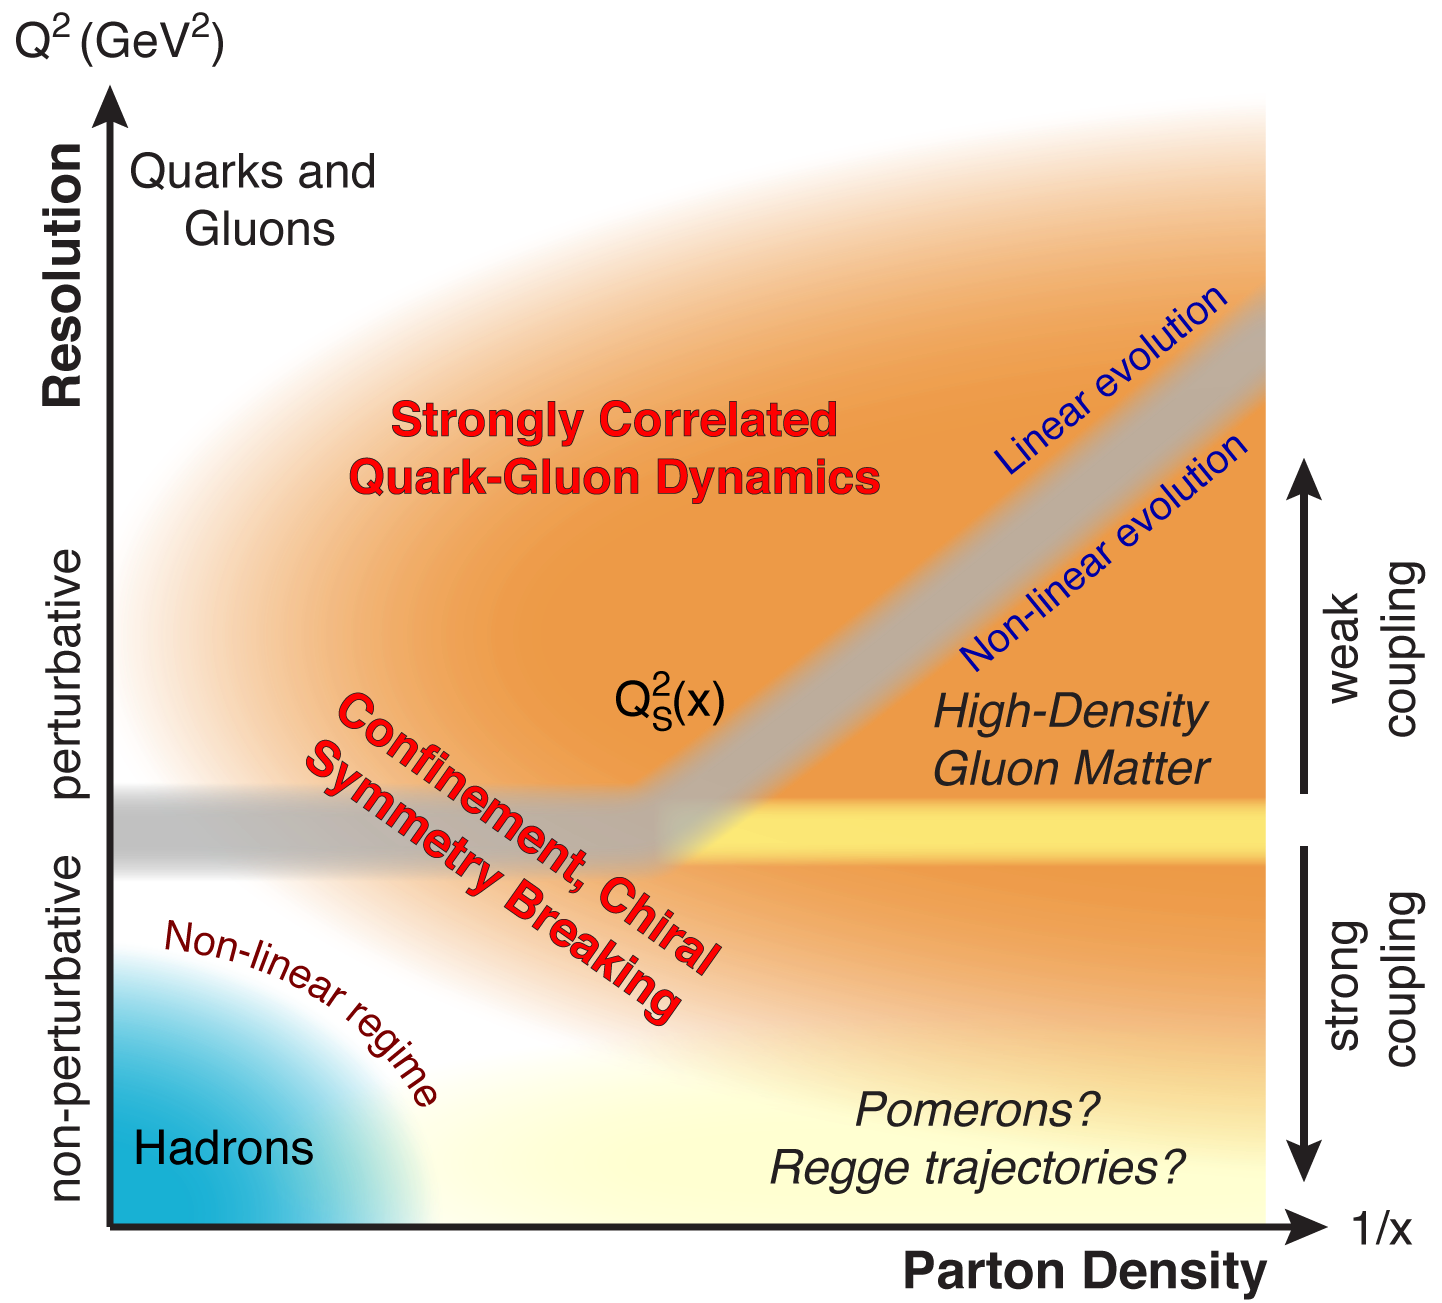 Q²(GeV²)
Resolution
Quarks and
Gluons
Strongly Correlated
Quark-Gluon Dynamics
Linear evolution
Non-linear evolution
Q²S(x)
High-Density
Gluon Matter
Confinement, Chiral
Symmetry Breaking
perturbative
non-perturbative
weak
coupling
strong
coupling
Non-linear regime
Hadrons
Pomerons?
Regge trajectories?
1/x
Parton Density